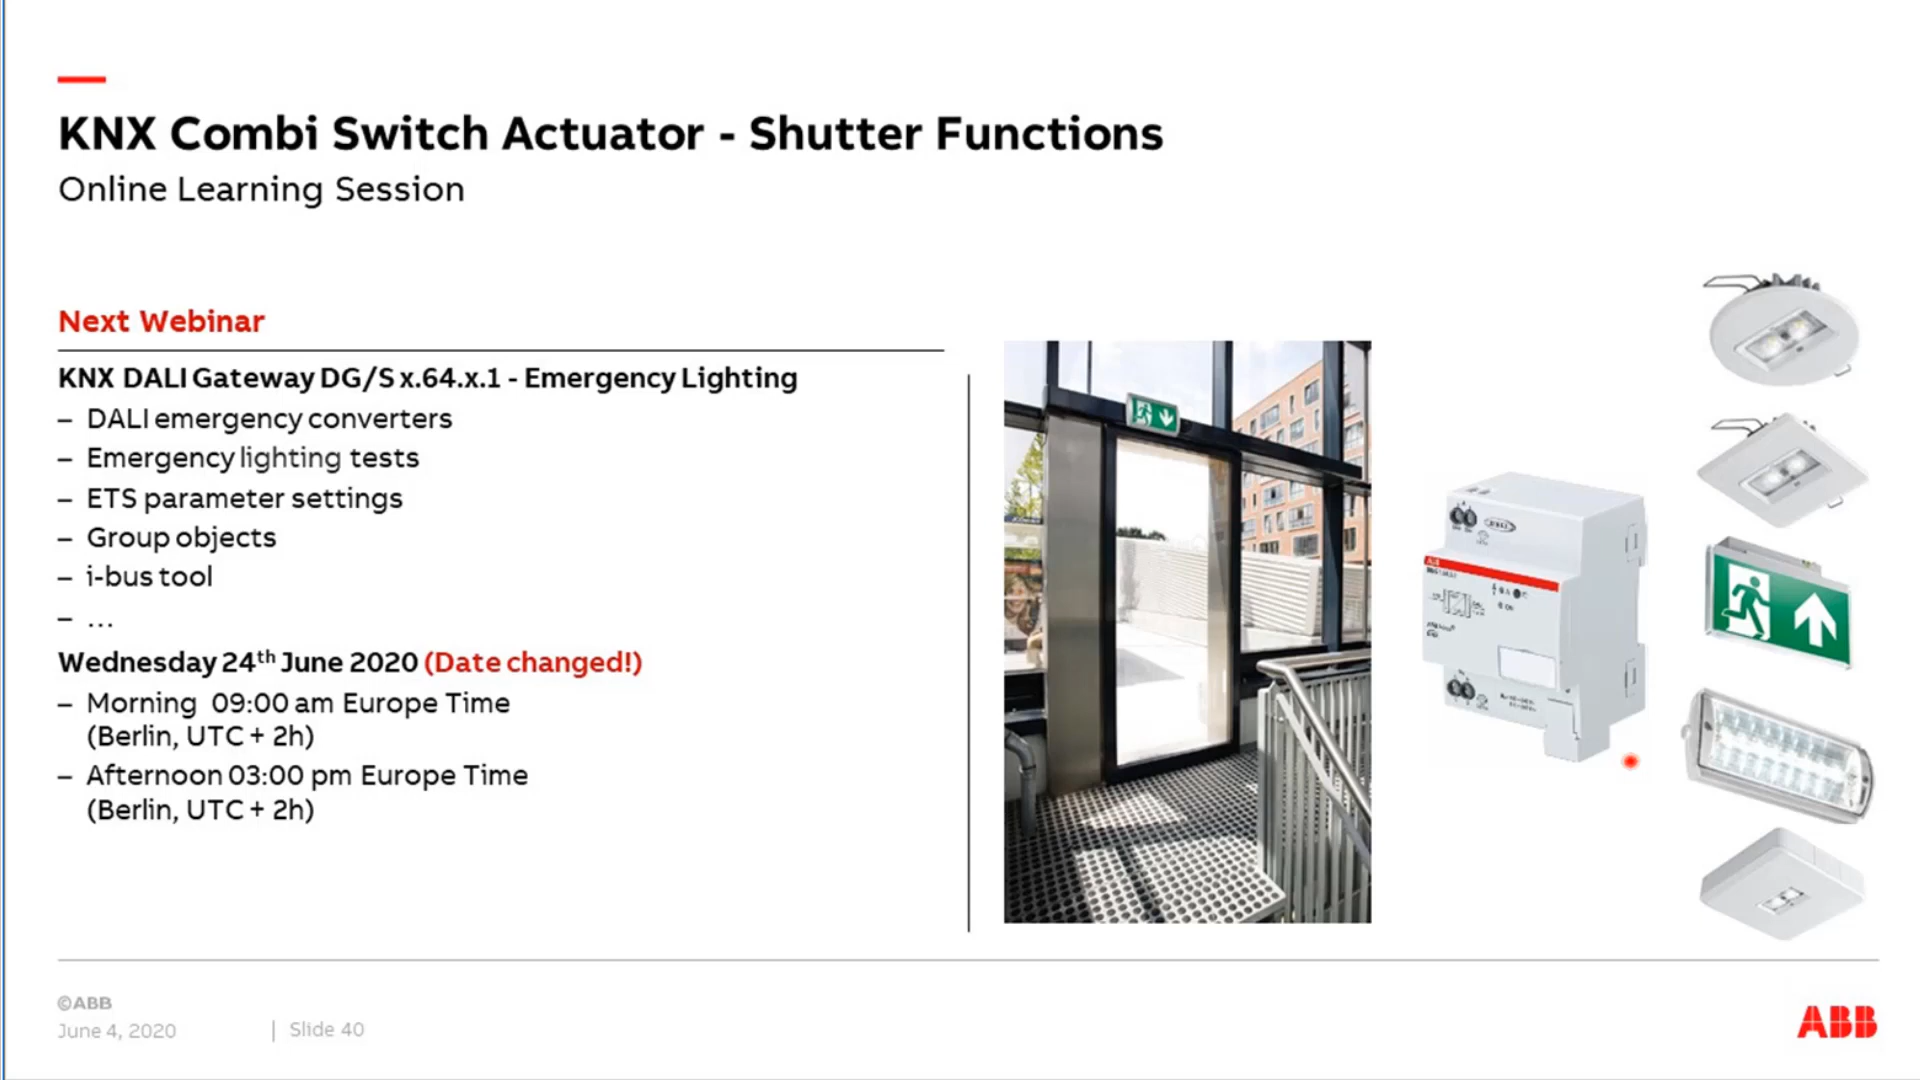 KNX Combi Switch Actuator - Shutter Functions
Online Learning Session
Next Webinar
KNX DALI Gateway DG/S x.64.x.1 - Emergency Lighting
– DALI emergency converters
– Emergency lighting tests
– ETS parameter settings
– Group objects
– i-bus tool
– ...
Wednesday 24th June 2020 (Date changed!)
– Morning 09:00 am Europe Time
(Berlin, UTC + 2h)
– Afternoon 03:00 pm Europe Time
(Berlin, UTC + 2h)
©ABB
June 4, 2020 | Slide 40
ABB